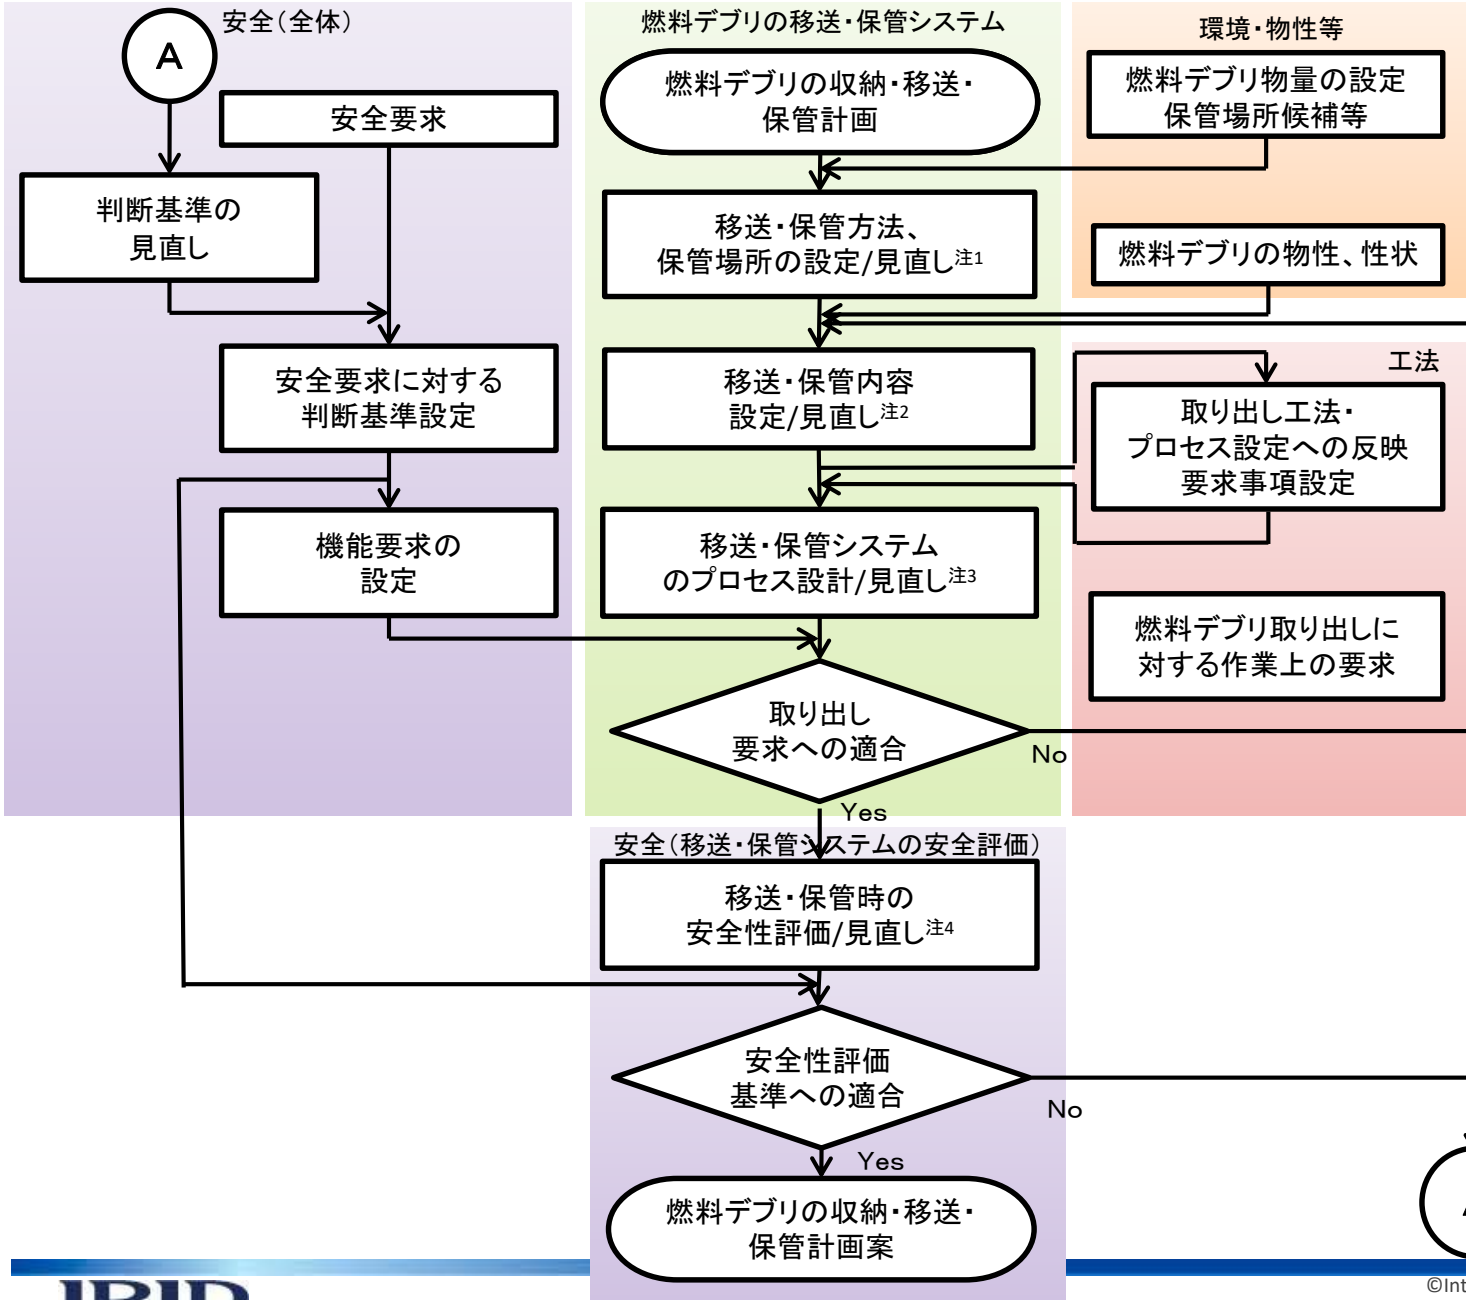 安全（全体）
A
安全要求
判断基準の
見直し
安全要求に対する
判断基準設定
機能要求の
設定
燃料デブリの移送・保管システム
燃料デブリの収納・移送・
保管計画
移送・保管方法、
保管場所の設定/見直し注1
移送・保管内容
設定/見直し注2
移送・保管システム
のプロセス設計/見直し注3
取り出し
要求への適合
No
Yes
環境・物性等
燃料デブリ物量の設定
保管場所候補等
燃料デブリの物性、性状
工法
取り出し工法・
プロセス設定への反映
要求事項設定
燃料デブリ取り出しに
対する作業上の要求
安全（移送・保管システムの安全評価）
移送・保管時の
安全性評価/見直し注4
安全性評価
基準への適合
No
Yes
燃料デブリの収納・移送・
保管計画案
IRID
©Int